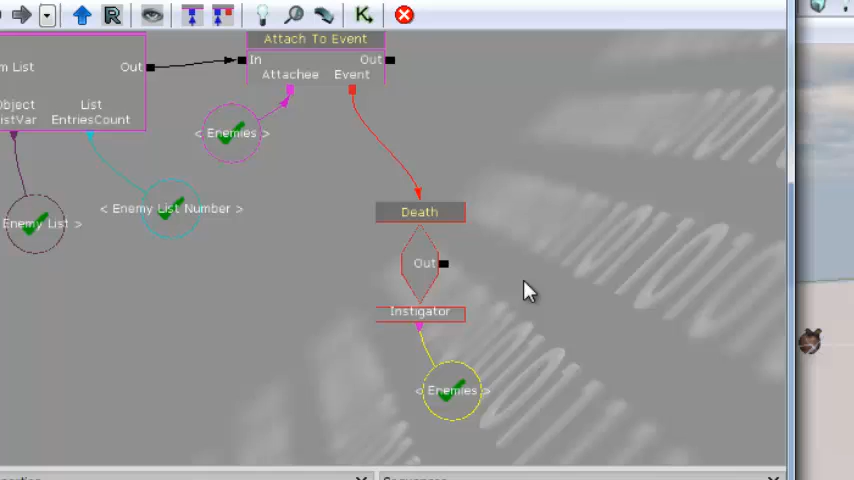 R
K
Attach To Event
m List
Out
In
Out
Attachee
Event
Object
List
istVar
EntriesCount
< Enemies >
< Enemy List Number >
Enemy List >
Death
Out
Instigator
< Enemies >